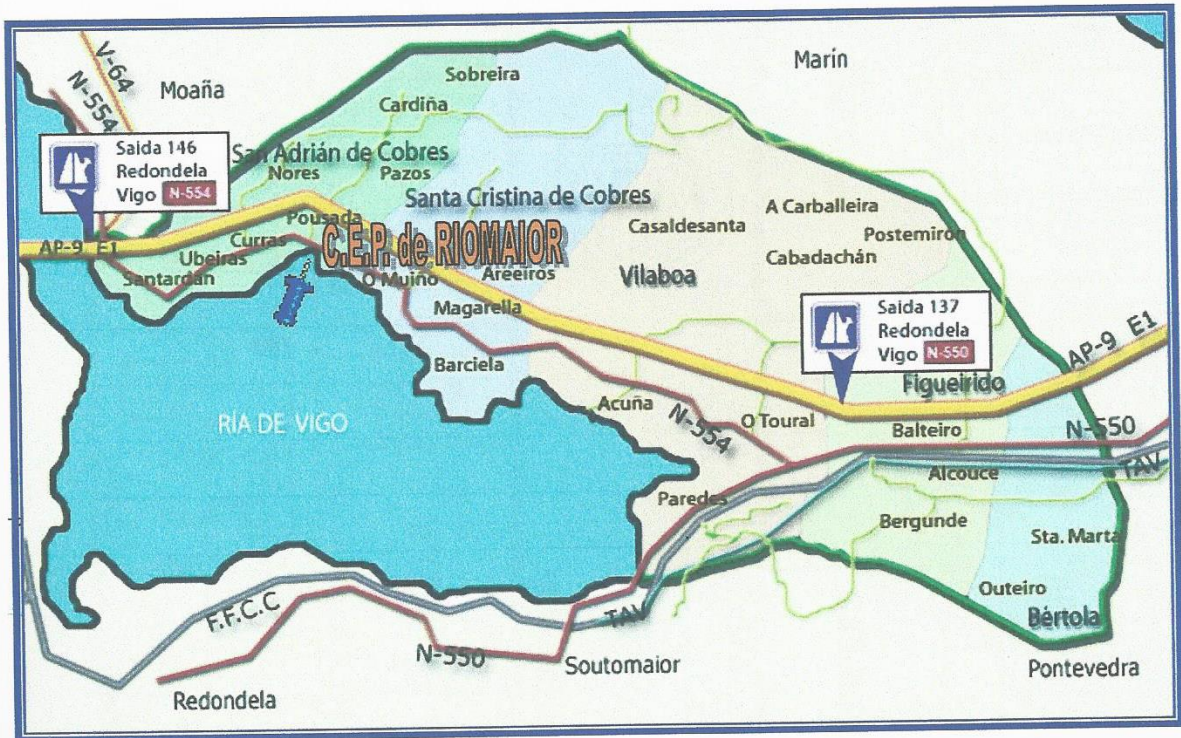 V-64
N-554
Moaña
Marín
Sobreira
Cardiña
Saida 146
Redondela
Vigo N-554
San Adrián de Cobres
Nores
Pazos
Santa Cristina de Cobres
A Carballeira
Casaldesanta
Postemirón
Pousada
Cabadachán
AP-9 E1
Curras
C.E.P. de RIOMAIOR
Ubeiras
Santardán
O Muiño
Areeiros
Vilaboa
Magarella
Saida 137
Redondela
Vigo N-550
AP-9 E1
Barciela
Figueirido
Acuña
O Toural
N-554
RÍA DE VIGO
Balteiro
N-550
Alcouce
TAV
Paredes
Bergunde
Sta. Marta
Outeiro
Bértola
F.F.C.C
TAV
N-550
Soutomaior
Pontevedra
Redondela